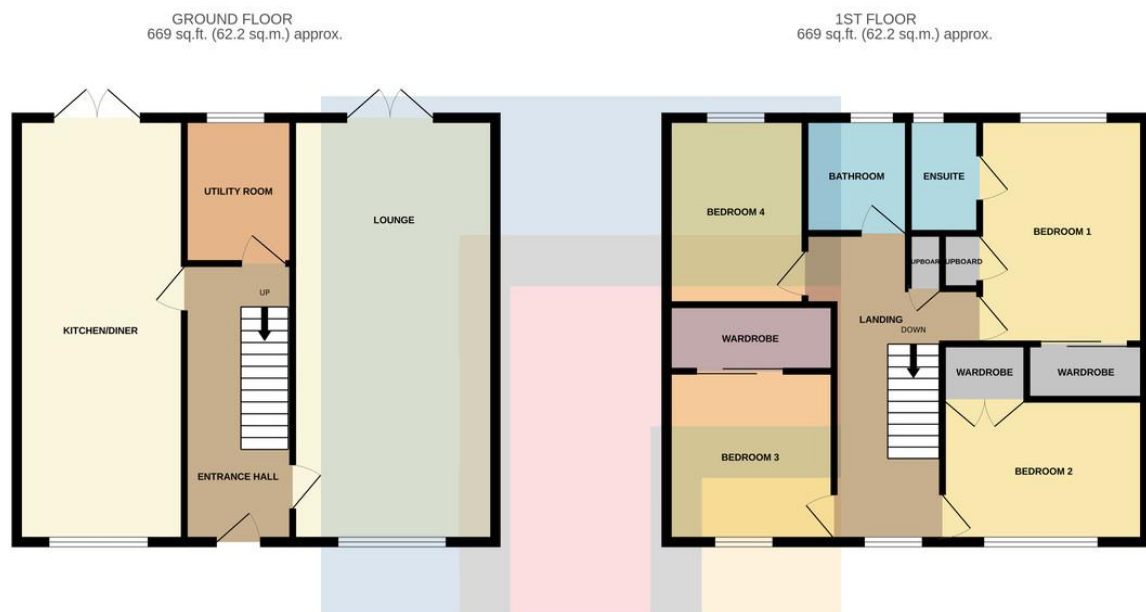 GROUND FLOOR
669 sq.ft. (62.2 sq.m.) approx.
1ST FLOOR
669 sq.ft. (62.2 sq.m.) approx.
UTILITY ROOM
LOUNGE
UP
KITCHEN/DINER
ENTRANCE HALL
BATHROOM
ENSUITE
BEDROOM 4
BEDROOM 1
UPBOAR
UPBOARD
LANDING
DOWN
WARDROBE
WARDROBE
WARDROBE
BEDROOM 3
BEDROOM 2